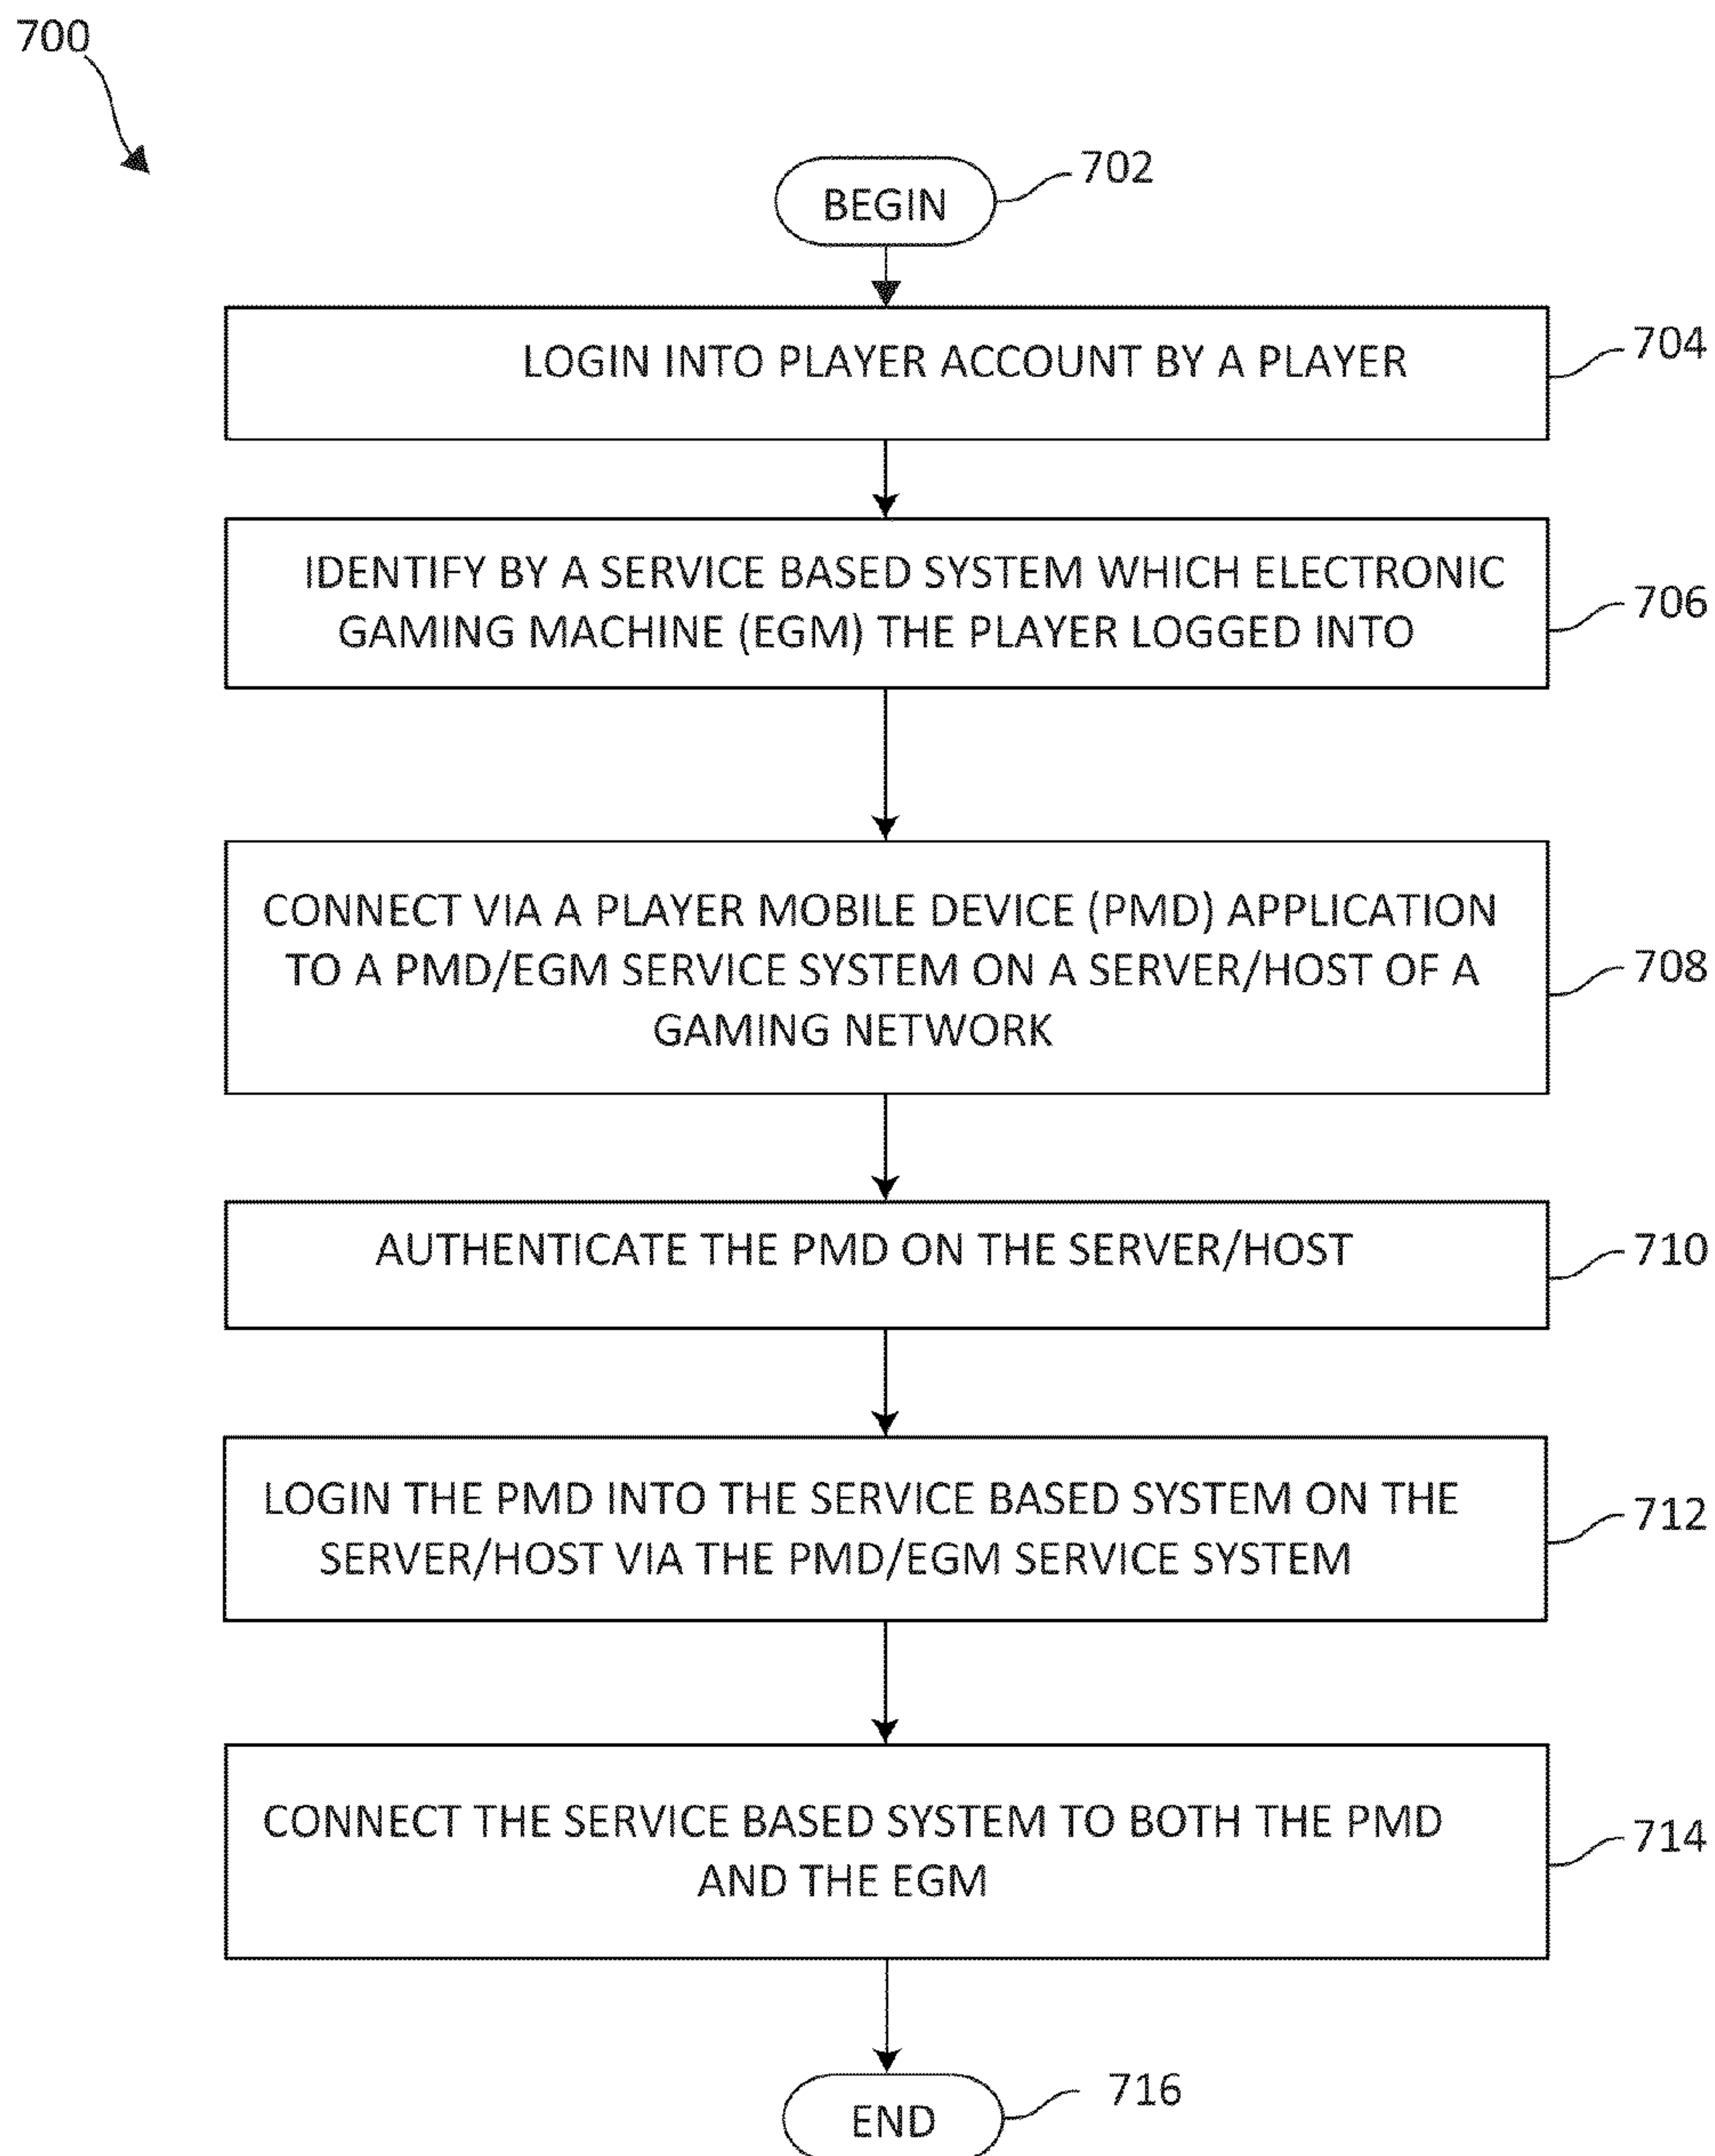 700
BEGIN
702
LOGIN INTO PLAYER ACCOUNT BY A PLAYER
704
IDENTIFY BY A SERVICE BASED SYSTEM WHICH ELECTRONIC
GAMING MACHINE (EGM) THE PLAYER LOGGED INTO
706
CONNECT VIA A PLAYER MOBILE DEVICE (PMD) APPLICATION
TO A PMD/EGM SERVICE SYSTEM ON A SERVER/HOST OF A
GAMING NETWORK
708
AUTHENTICATE THE PMD ON THE SERVER/HOST
710
LOGIN THE PMD INTO THE SERVICE BASED SYSTEM ON THE
SERVER/HOST VIA THE PMD/EGM SERVICE SYSTEM
712
CONNECT THE SERVICE BASED SYSTEM TO BOTH THE PMD
AND THE EGM
714
END
716